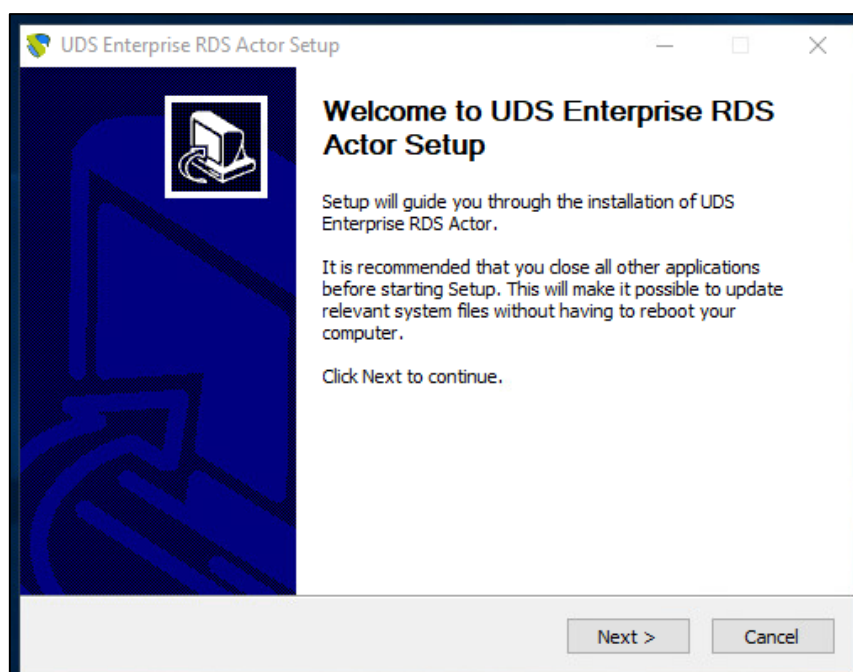 UDS Enterprise RDS Actor Setup
Welcome to UDS Enterprise RDS
Actor Setup
Setup will guide you through the installation of UDS
Enterprise RDS Actor.
It is recommended that you close all other applications
before starting Setup. This will make it possible to update
relevant system files without having to reboot your
computer.
Click Next to continue.
Next >
Cancel